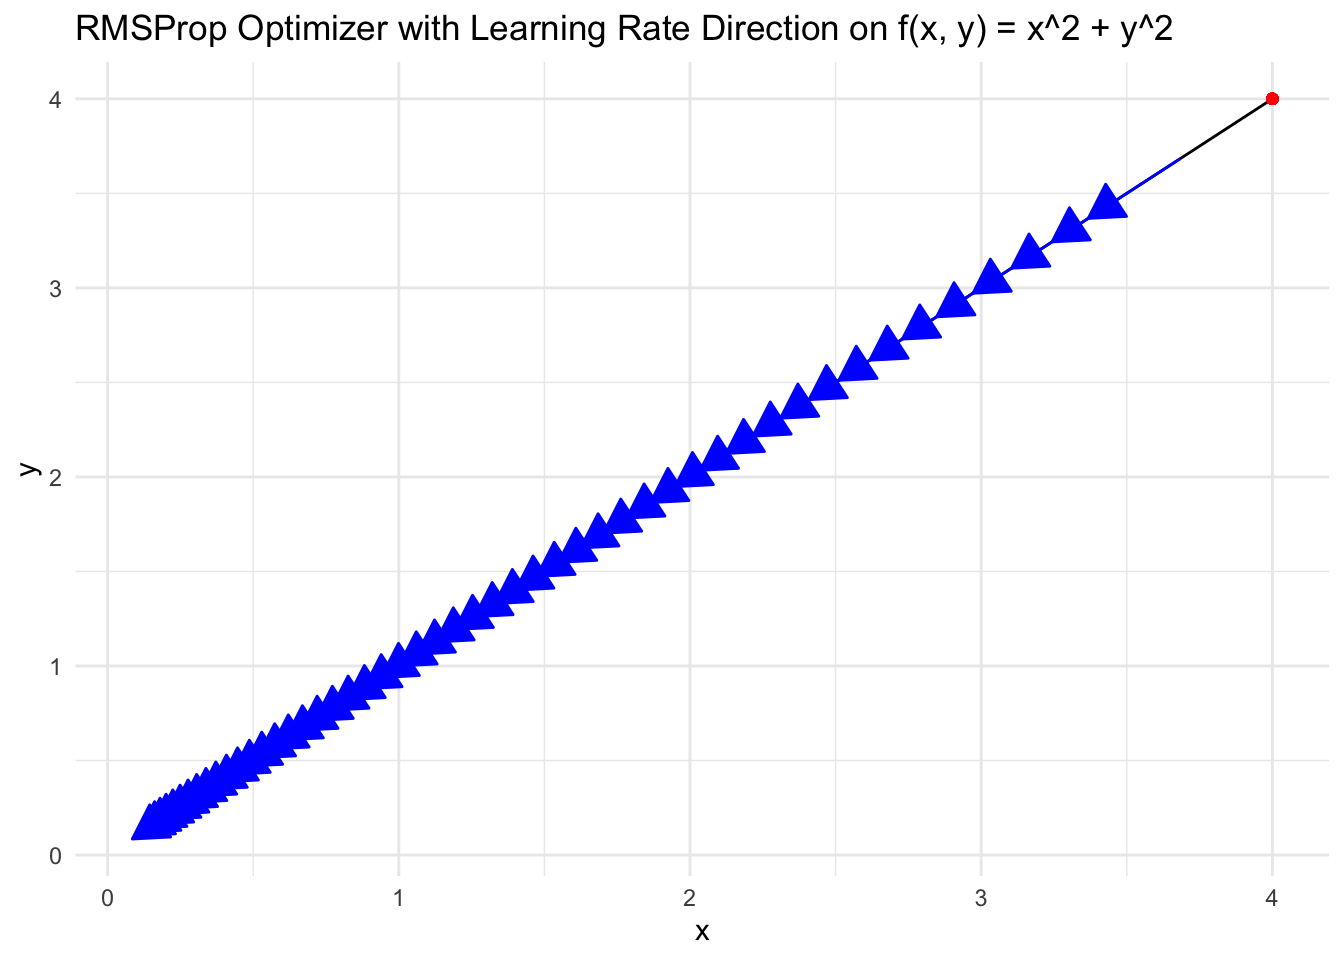 RMSProp Optimizer with Learning Rate Direction on f(x, y) = x^2 + y^2
4
3
2
1
0
y
0 1 2 3 4
x